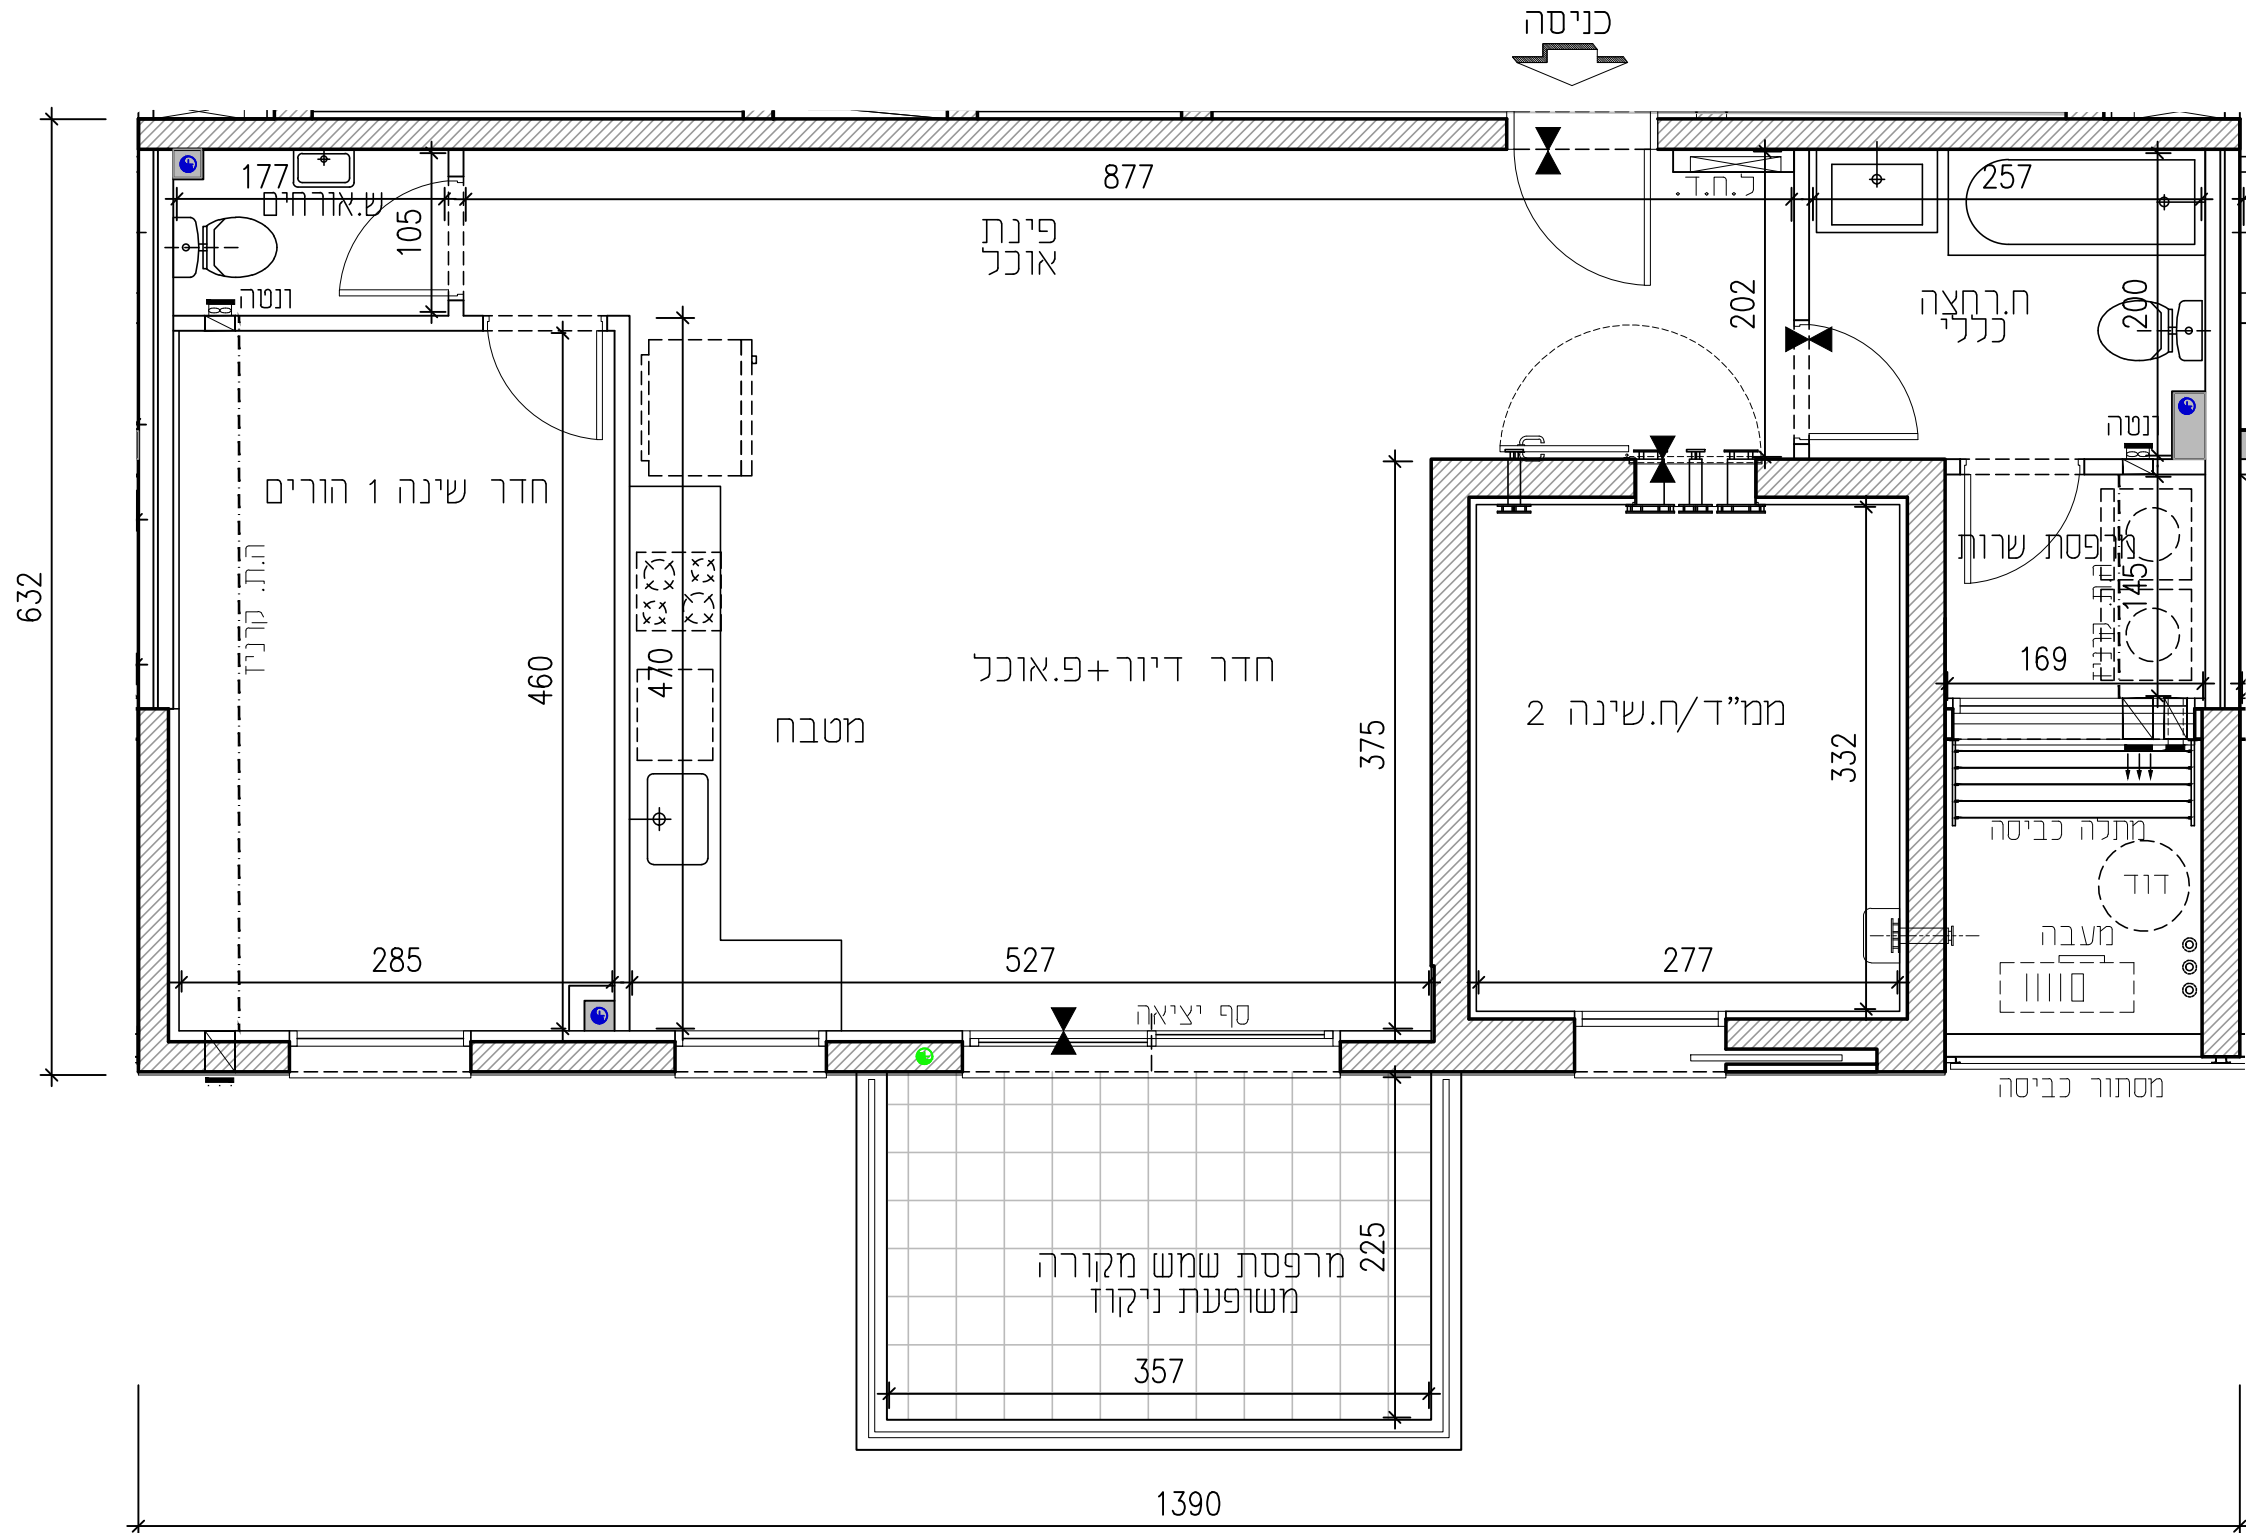 כניסה
177
ש.אורחים
105
877
ל.ח.ד.
257
פינת
אוכל
ונטה
202
ח.רחצה
כללי
200
ונטה
חדר שינה 1 הורים
ה.ת. קרניז
632
460
470
חדר דיור+פ.אוכל
מטבח
375
ממ"ד/ח.שינה 2
332
מרפסת שרות
145
169
מתלה כביסה
דוד
מעבה
285
527
277
סף יציאה
מסתור כביסה
225
מרפסת שמש מקורה
משופעת ניקוז
357
1390